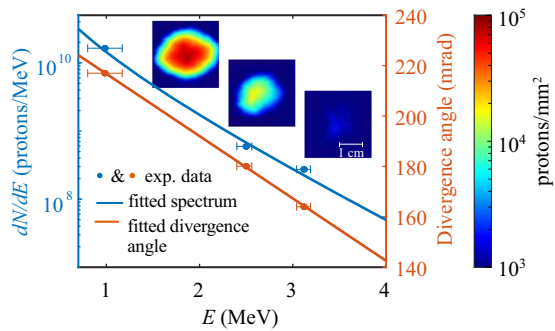 10^10
10^8
dN/dE (protons/MeV)
1 cm
& exp. data
fitted spectrum
fitted divergence
angle
1 2 3 4
E (MeV)
240
220
200
180
160
140
Divergence angle (mrad)
10^5
10^4
10^3
protons/mm^2